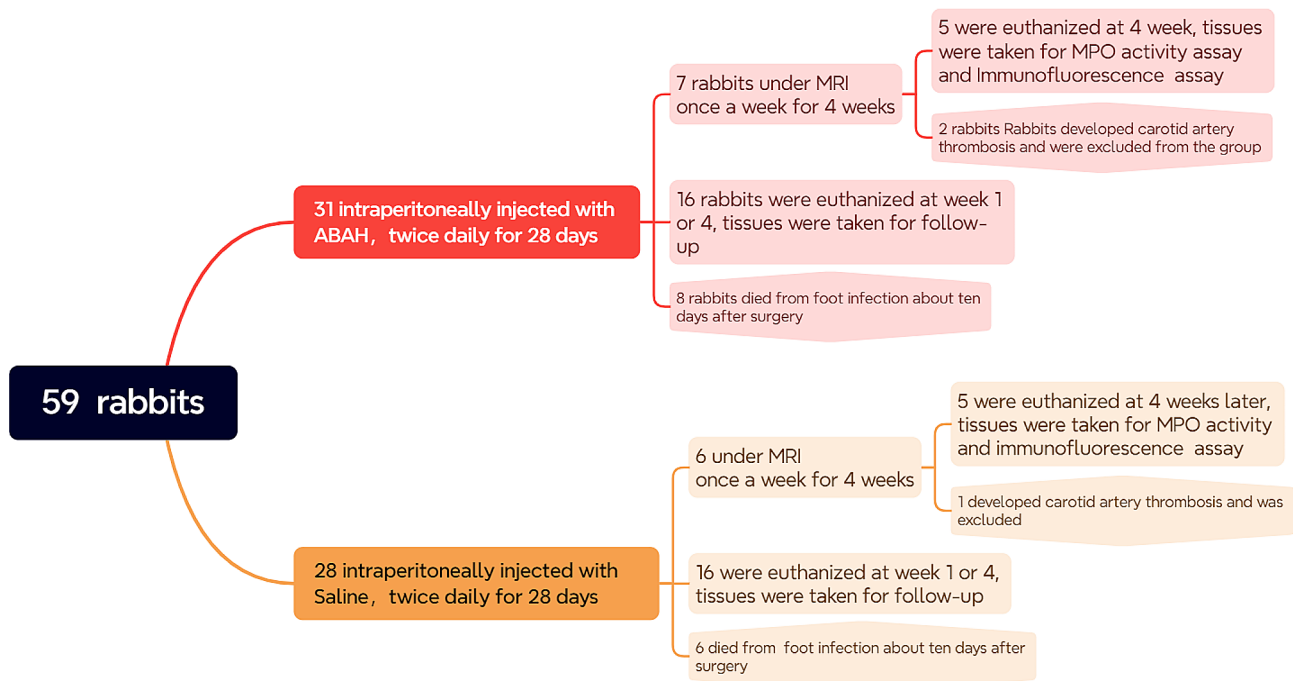 59 rabbits
31 intraperitoneally injected with
ABAH, twice daily for 28 days
7 rabbits under MRI
once a week for 4 weeks
5 were euthanized at 4 week, tissues
were taken for MPO activity assay
and Immunofluorescence assay
2 rabbits Rabbits developed carotid artery
thrombosis and were excluded from the group
16 rabbits were euthanized at week 1
or 4, tissues were taken for follow-
up
8 rabbits died from foot infection about ten
days after surgery
28 intraperitoneally injected with
Saline, twice daily for 28 days
6 under MRI
once a week for 4 weeks
5 were euthanized at 4 weeks later,
tissues were taken for MPO activity
and immunofluorescence assay
1 developed carotid artery thrombosis and was
excluded
16 were euthanized at week 1 or 4,
tissues were taken for follow-up
6 died from foot infection about ten days after
surgery